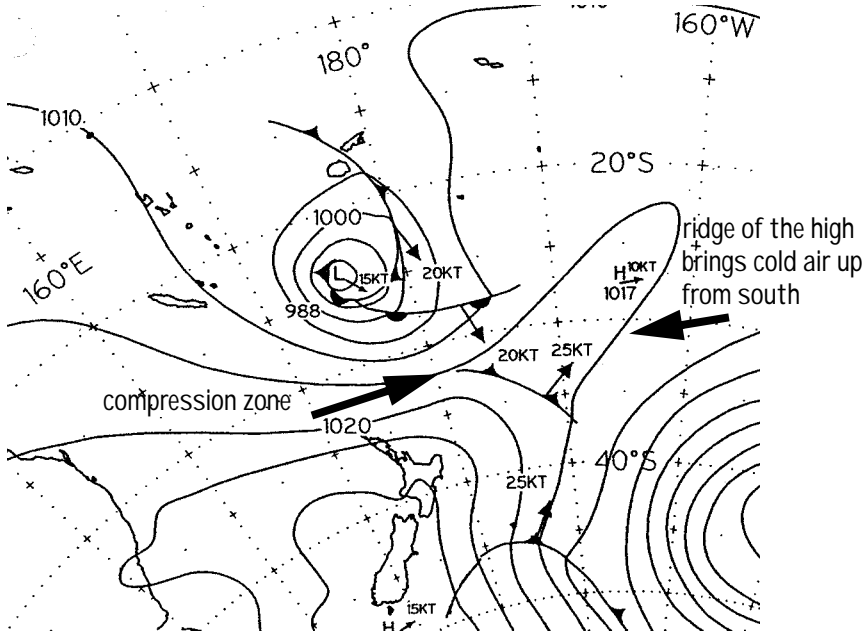 1010
160°W
180°
1010
20°S
1000
ridge of the high
brings cold air up
from south
160°E
L
15KT
20KT
H 10KT
1017
988
20KT
25KT
compression zone
1020
40°S
25KT
15KT
H